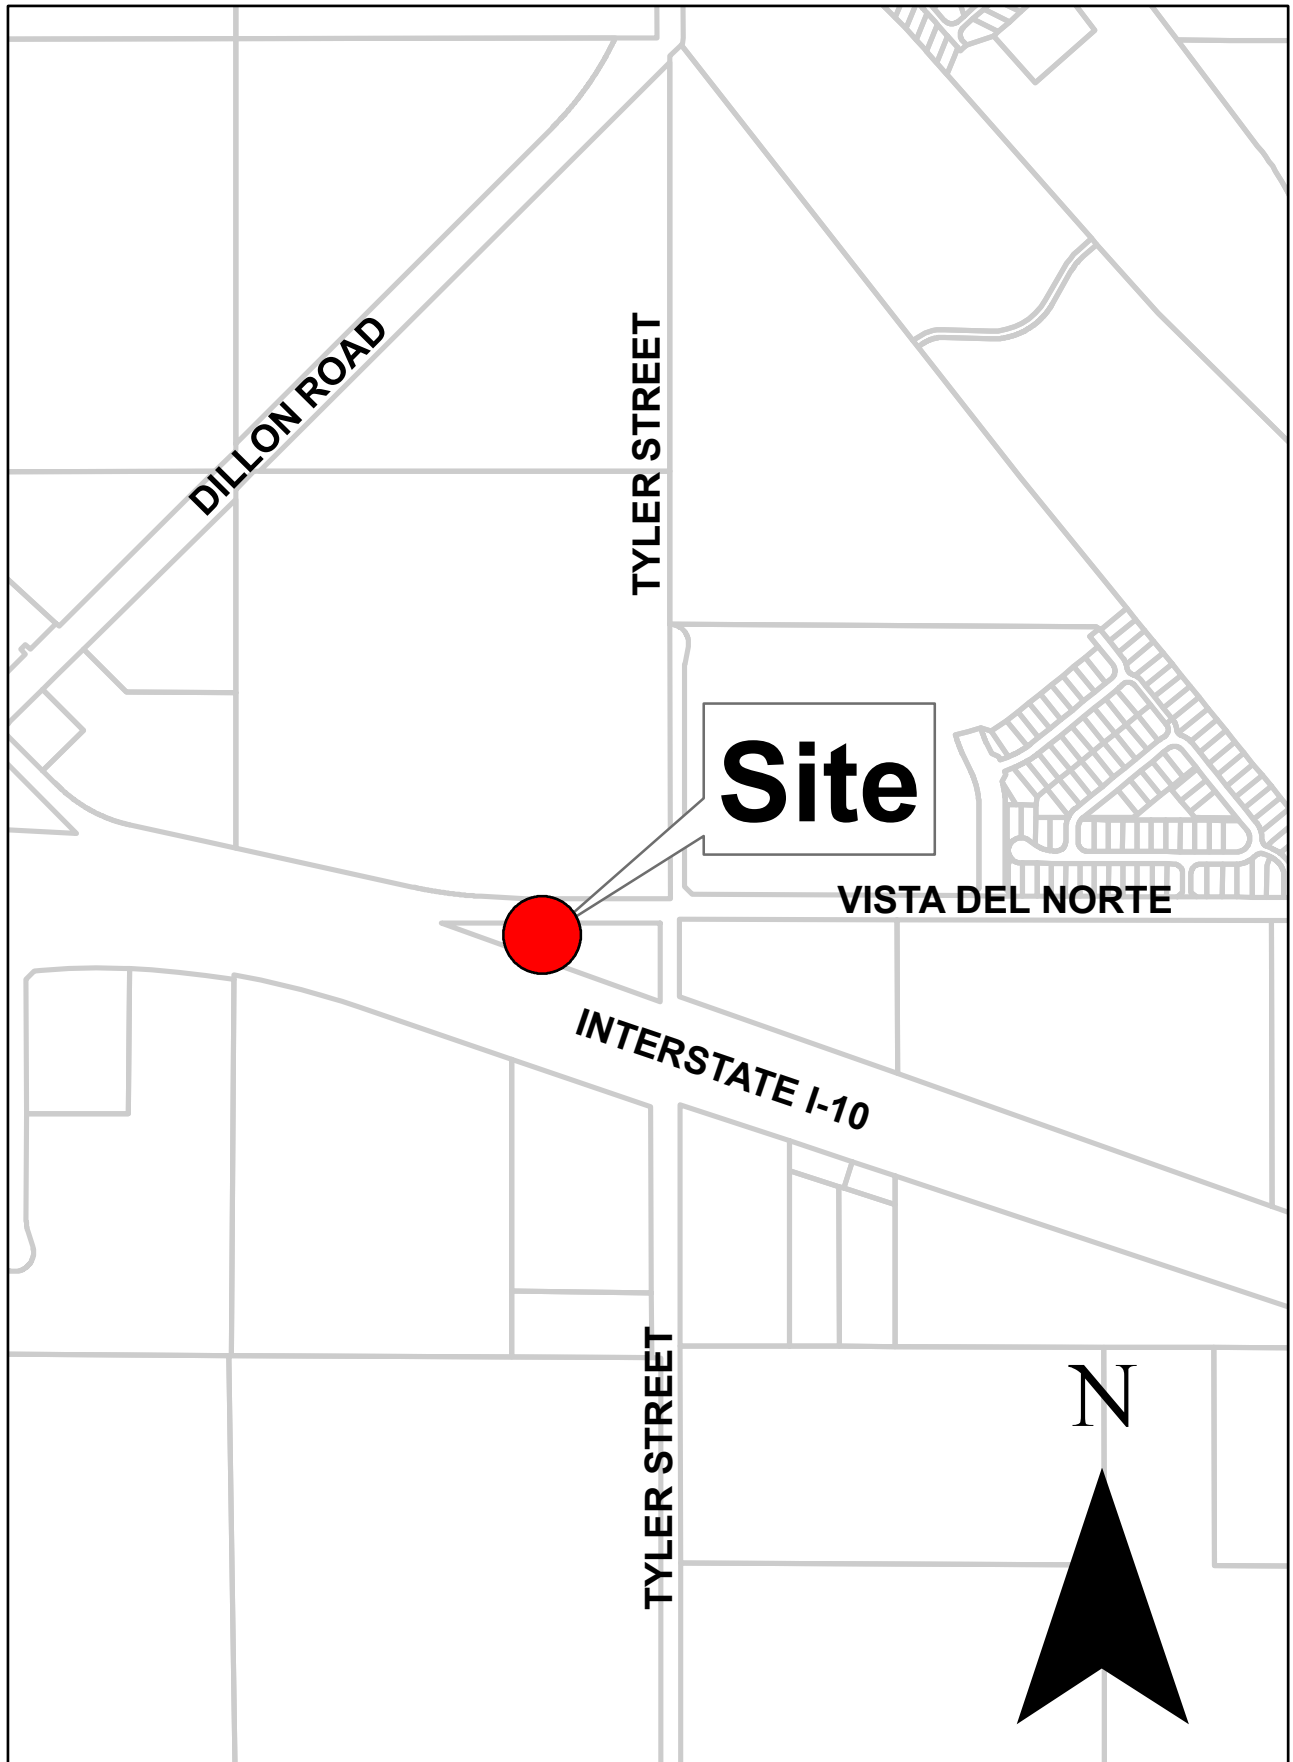 DILLON ROAD
TYLER STREET
Site
VISTA DEL NORTE
INTERSTATE I-10
TYLER STREET
N